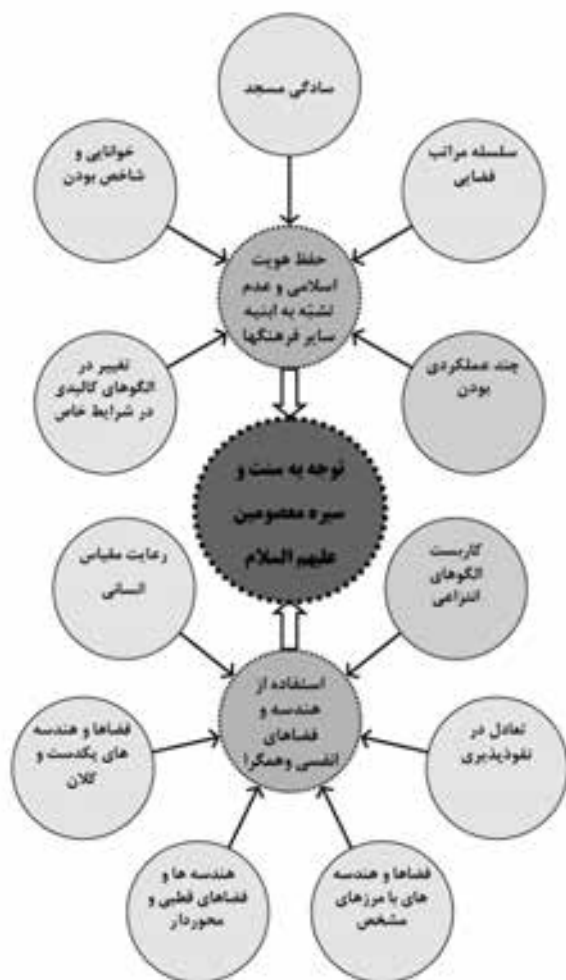 سادگی مسجد
سلسله مراتب
فضایی
خوانایی و
شاخص بودن
حفظ هویت
اسلامی و عدم
تشبّه به ابنیه
سایر فرهنگها
چند عملکردی
بودن
تغییر در
الگوهای کالبدی
در شرایط خاص
توجه به سنت و
سیره معصومین
علیهم السلام
کاربست
الگوهای
انتزاعی
رعایت مقیاس
انسانی
استفاده از
هندسه و
فضاهای
انفسی وهمگرا
تعادل در
نفوذپذیری
فضاها و هندسه
های یکدست و
کلان
فضاها و هندسه
های با مرزهای
مشخص
هندسه ها و
فضاهای قطبی و
محوردار